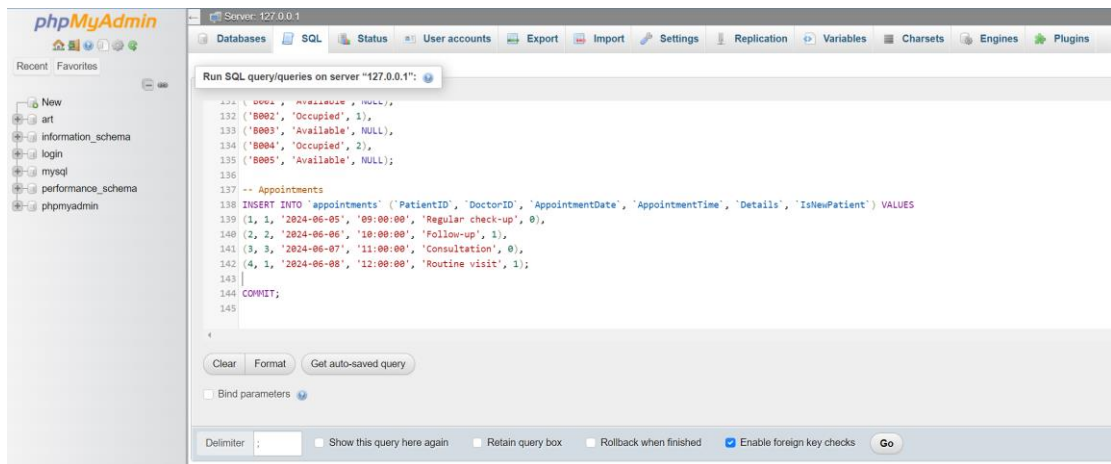 phpMyAdmin
Recent Favorites
New
art
information_schema
login
mysql
performance_schema
phpmyadmin
Server: 127.0.0.1
Databases SQL Status User accounts Export Import Settings Replication Variables Charsets Engines Plugins
Run SQL query/queries on server "127.0.0.1":
131 ('B001', 'Available', NULL),
132 ('B002', 'Occupied', 1),
133 ('B003', 'Available', NULL),
134 ('B004', 'Occupied', 2),
135 ('B005', 'Available', NULL);
136
137 -- Appointments
138 INSERT INTO `appointments` (`PatientID`, `DoctorID`, `AppointmentDate`, `AppointmentTime`, `Details`, `IsNewPatient`) VALUES
139 (1, 1, '2024-06-05', '09:00:00', 'Regular check-up', 0),
140 (2, 2, '2024-06-06', '10:00:00', 'Follow-up', 1),
141 (3, 3, '2024-06-07', '11:00:00', 'Consultation', 0),
142 (4, 1, '2024-06-08', '12:00:00', 'Routine visit', 1);
143
144 COMMIT;
145
Clear Format Get auto-saved query
Bind parameters
Delimiter ; Show this query here again Retain query box Rollback when finished Enable foreign key checks Go